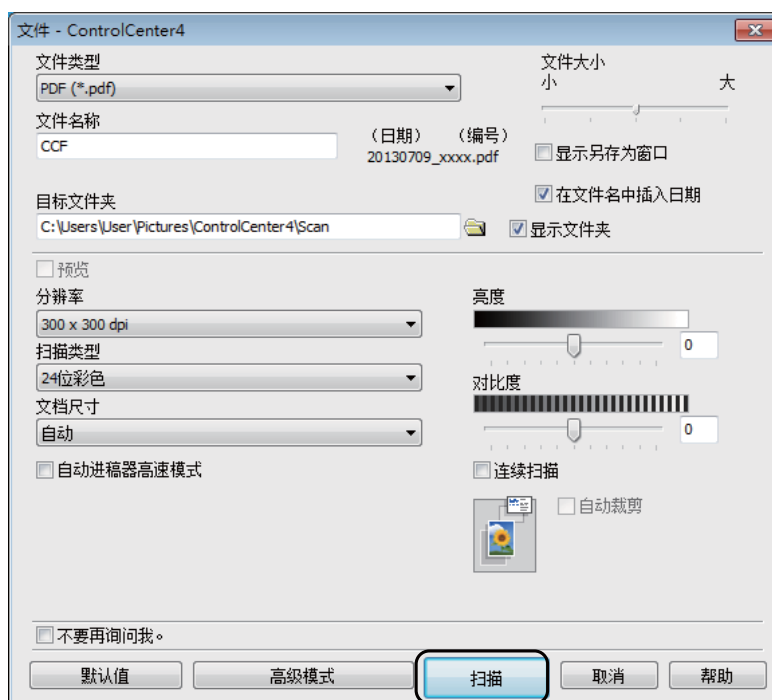 文件 - ControlCenter4
文件类型
PDF (*.pdf)
文件大小
小 大
文件名称
CCF
(日期) (编号)
20130709_xxxx.pdf
显示另存为窗口
在文件名中插入日期
目标文件夹
C:\Users\User\Pictures\ControlCenter4\Scan
显示文件夹
预览
分辨率
300 x 300 dpi
扫描类型
24位彩色
文档尺寸
自动
自动进稿器高速模式
亮度
0
对比度
0
连续扫描
自动裁剪
不要再询问我。
默认值 高级模式 扫描 取消 帮助